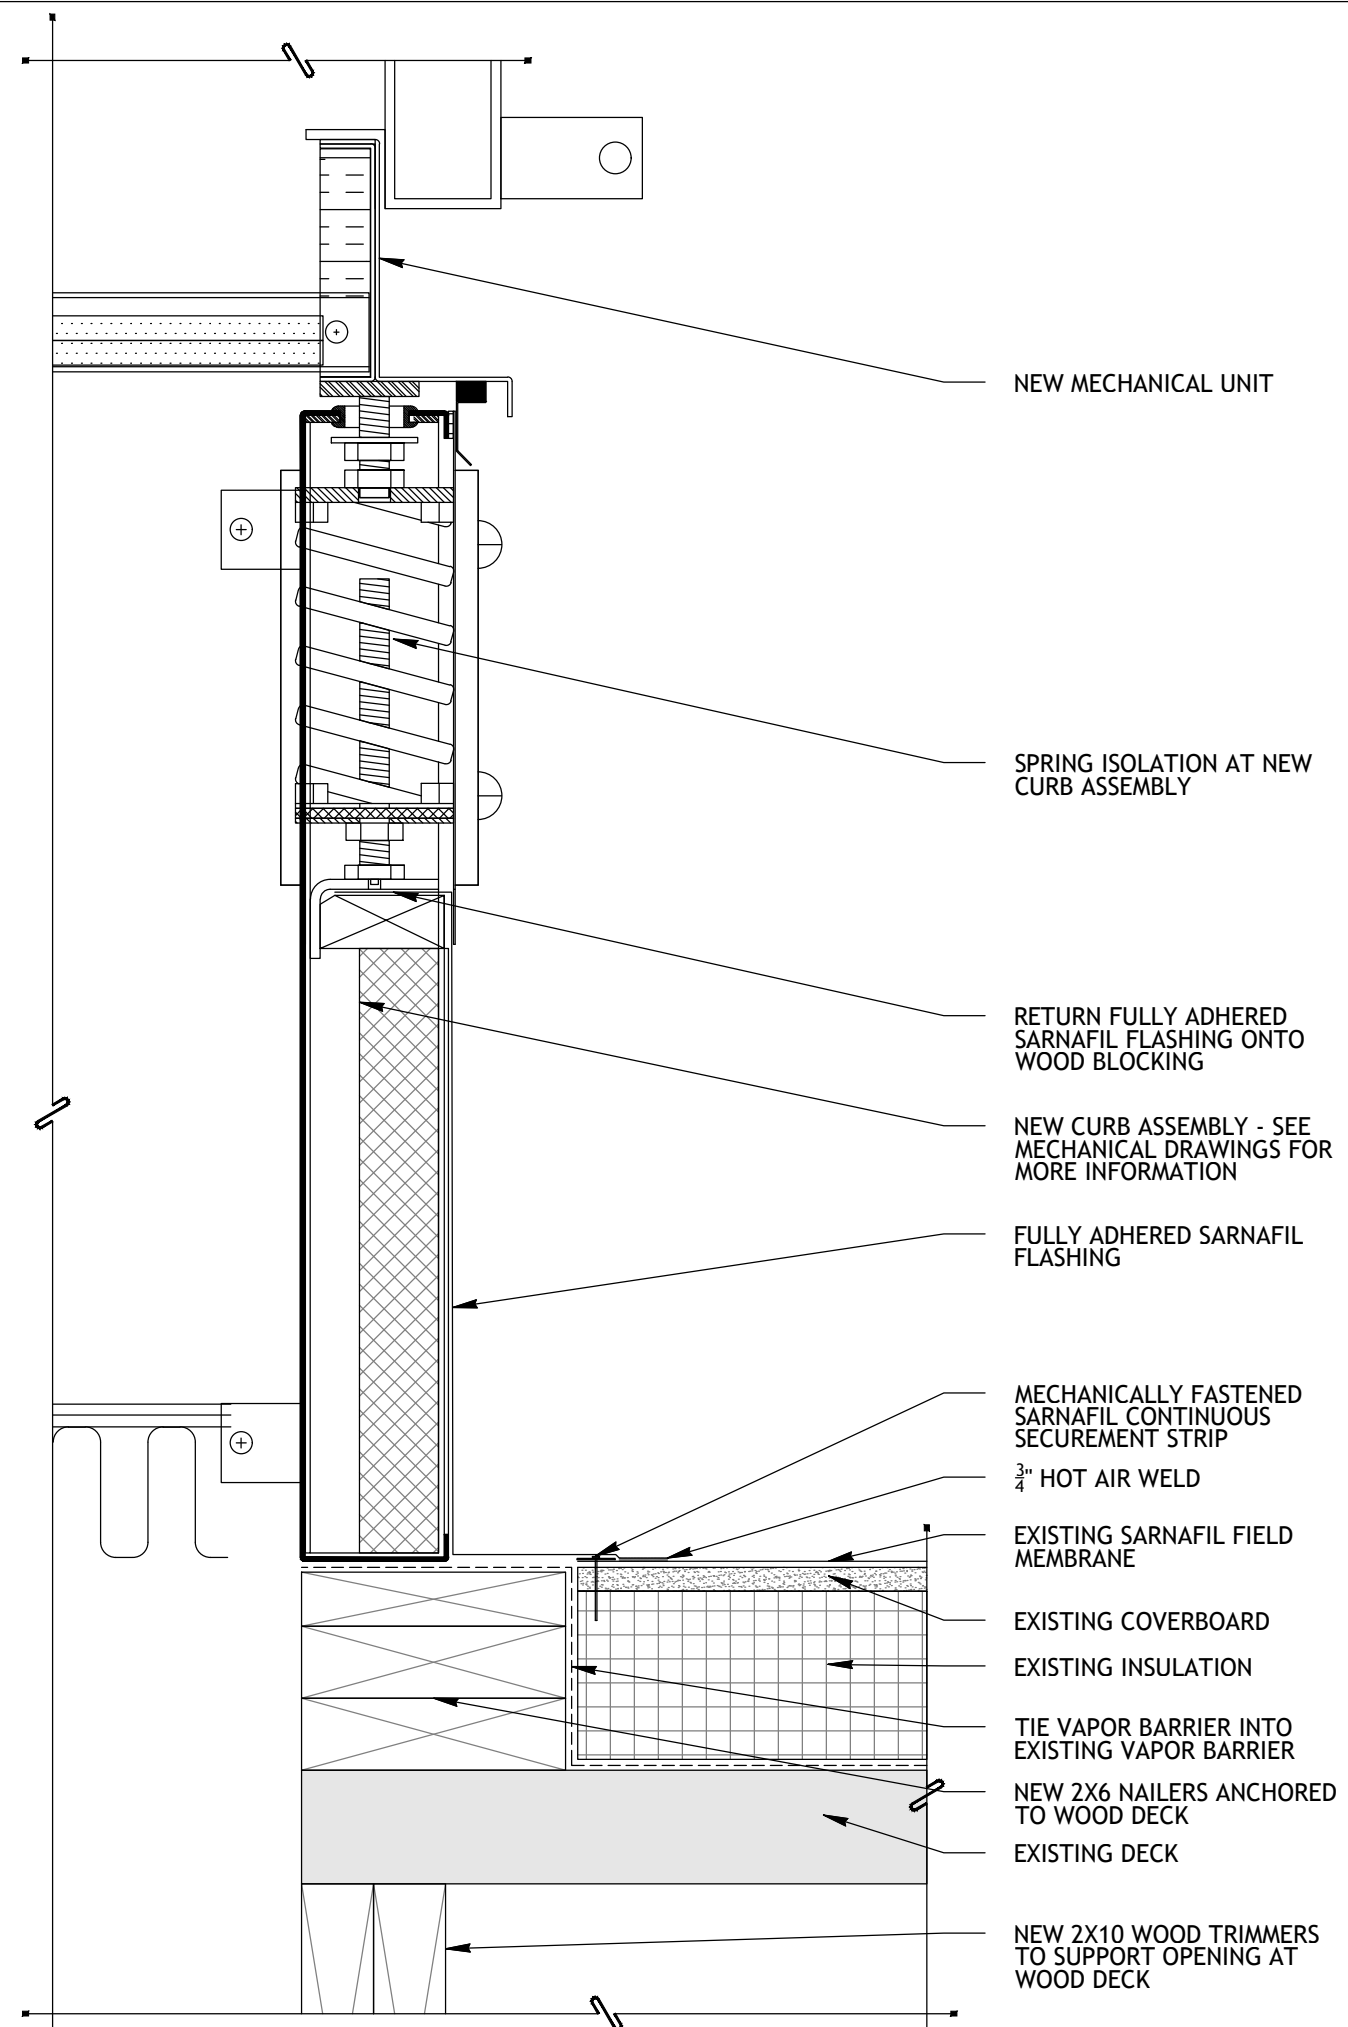 NEW MECHANICAL UNIT
SPRING ISOLATION AT NEW
CURB ASSEMBLY
RETURN FULLY ADHERED
SARNAFIL FLASHING ONTO
WOOD BLOCKING
NEW CURB ASSEMBLY - SEE
MECHANICAL DRAWINGS FOR
MORE INFORMATION
FULLY ADHERED SARNAFIL
FLASHING
MECHANICALLY FASTENED
SARNAFIL CONTINUOUS
SECUREMENT STRIP
3/4" HOT AIR WELD
EXISTING SARNAFIL FIELD
MEMBRANE
EXISTING COVERBOARD
EXISTING INSULATION
TIE VAPOR BARRIER INTO
EXISTING VAPOR BARRIER
NEW 2X6 NAILERS ANCHORED
TO WOOD DECK
EXISTING DECK
NEW 2X10 WOOD TRIMMERS
TO SUPPORT OPENING AT
WOOD DECK